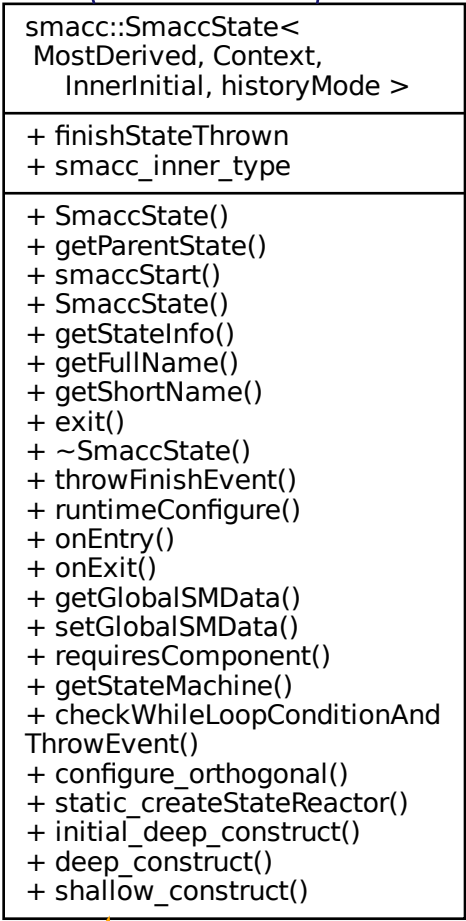 smacc::SmaccState<
MostDerived, Context,
InnerInitial, historyMode >
+ finishStateThrown
+ smacc_inner_type
+ SmaccState()
+ getParentState()
+ smaccStart()
+ SmaccState()
+ getStateInfo()
+ getFullName()
+ getShortName()
+ exit()
+ ~SmaccState()
+ throwFinishEvent()
+ runtimeConfigure()
+ onEntry()
+ onExit()
+ getGlobalSMData()
+ setGlobalSMData()
+ requiresComponent()
+ getStateMachine()
+ checkWhileLoopConditionAnd
ThrowEvent()
+ configure_orthogonal()
+ static_createStateReactor()
+ initial_deep_construct()
+ deep_construct()
+ shallow_construct()